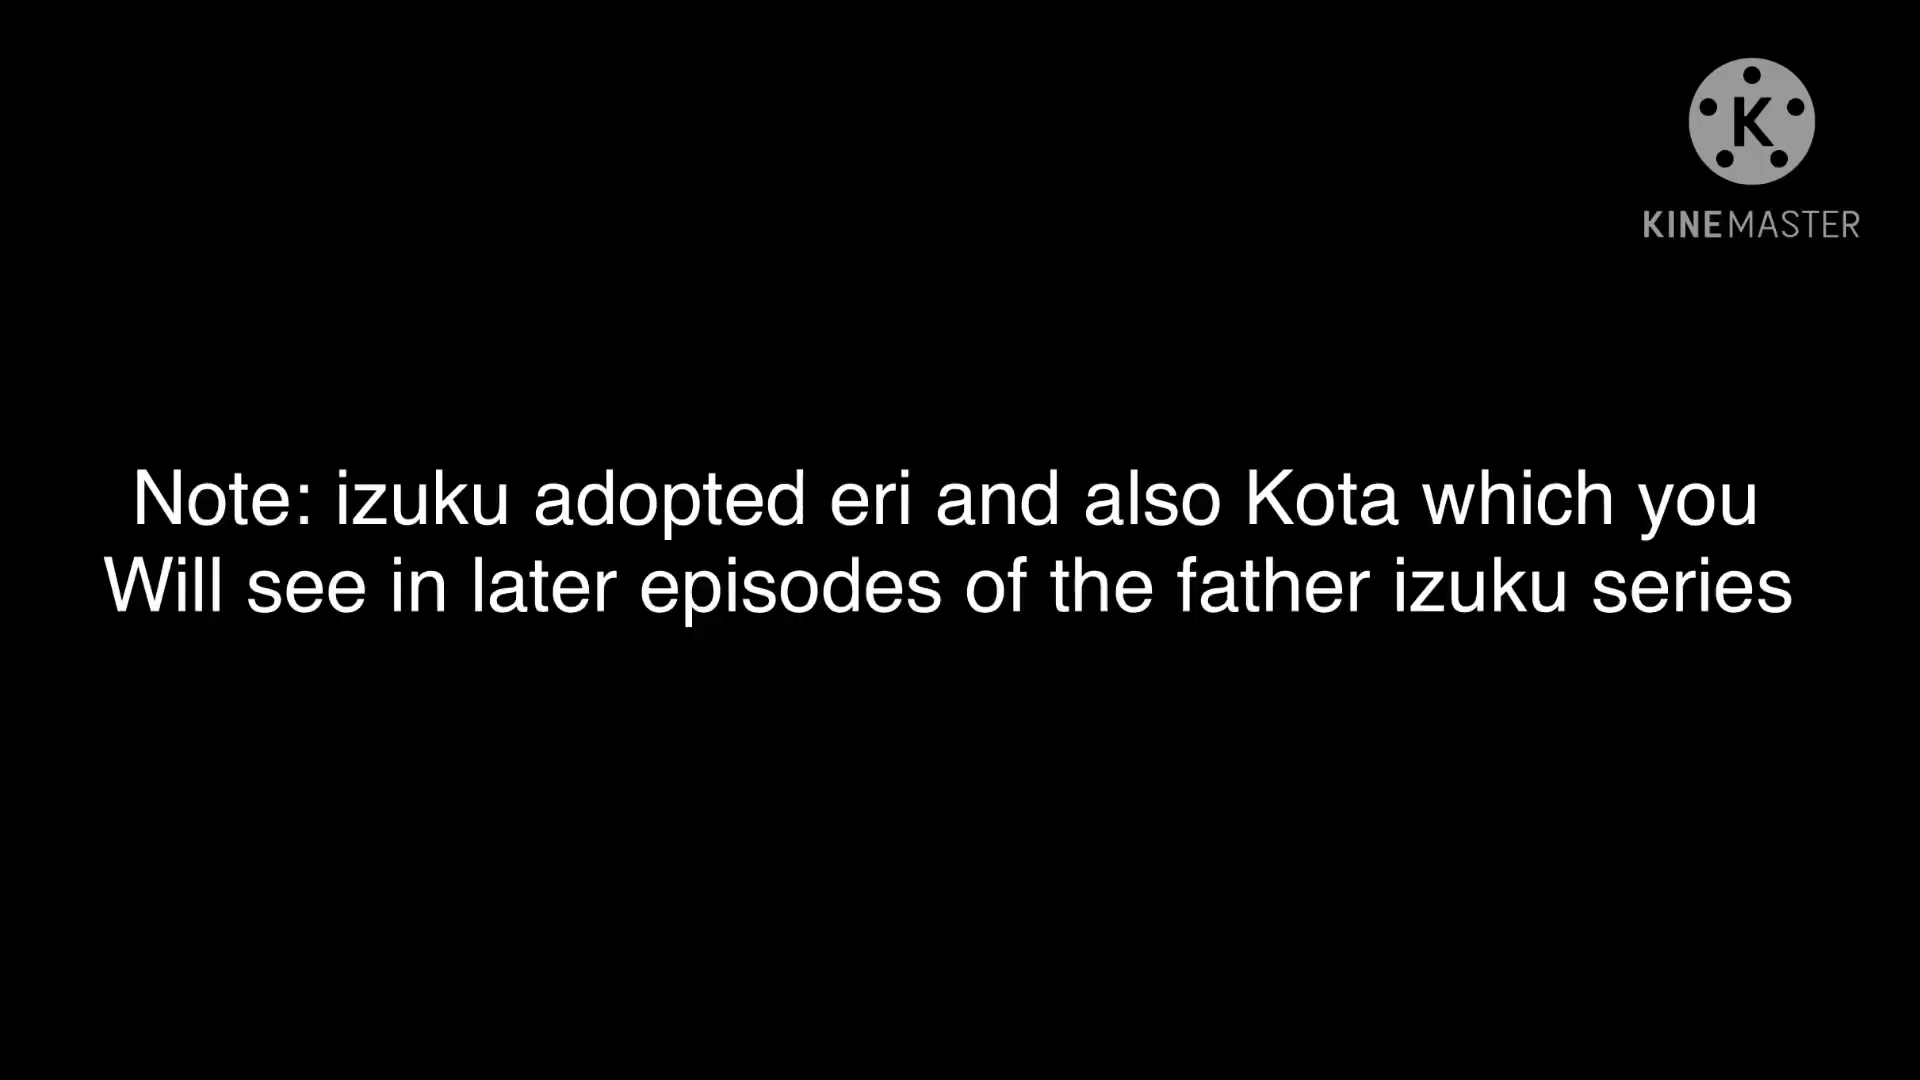 K
KINEMASTER
Note: izuku adopted eri and also Kota which you
Will see in later episodes of the father izuku series